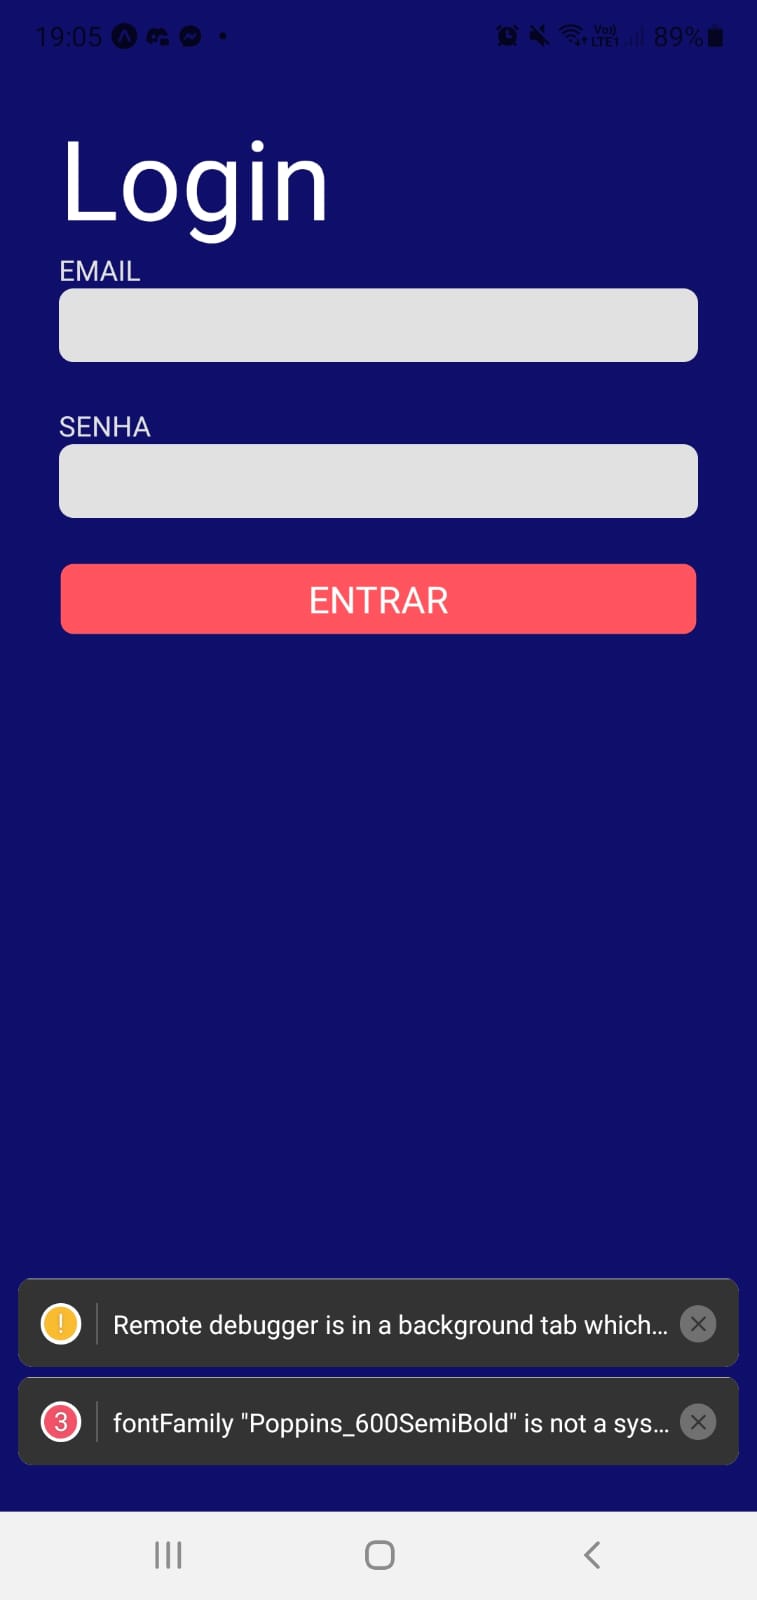 19:05 89%
Login
EMAIL
SENHA
ENTRAR
Remote debugger is in a background tab which...
3 fontFamily "Poppins_600SemiBold" is not a sys...